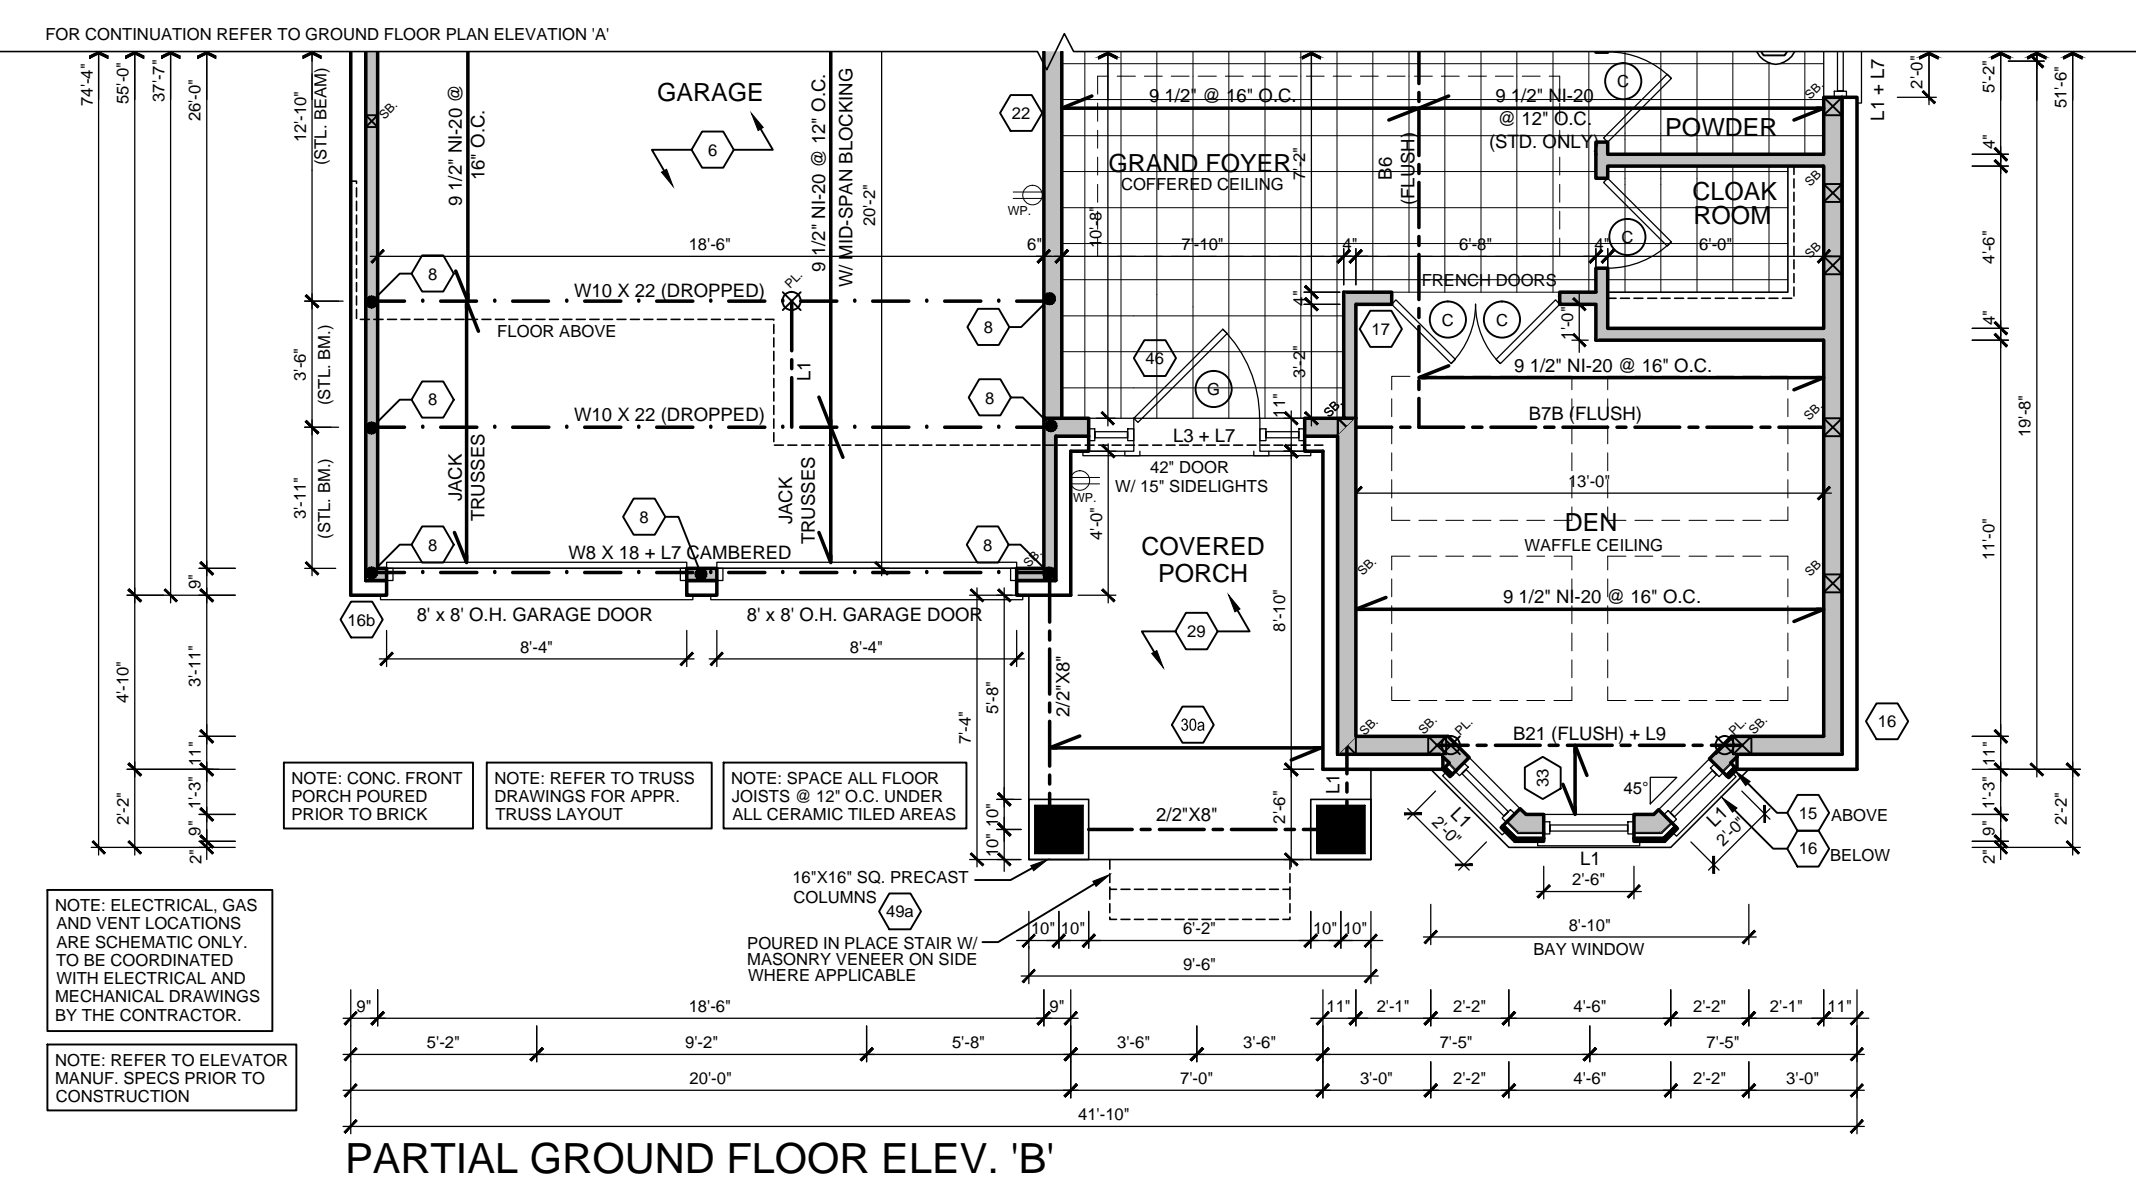 FOR CONTINUATION REFER TO GROUND FLOOR PLAN ELEVATION 'A'
74'-4"
55'-0"
37'-7"
26'-0"
12'-10"
(STL. BEAM)
SB.
9 1/2" NI-20 @
16" O.C.
GARAGE
6
9 1/2" NI-20 @ 12" O.C.
W/ MID-SPAN BLOCKING
20'-2"
22
WP.
9 1/2" @ 16" O.C.
GRAND FOYER
COFFERED CEILING
10'-8"
7'-2"
B6
(FLUSH)
9 1/2" NI-20
@ 12" O.C.
(STD. ONLY)
C
POWDER
CLOAK
ROOM
C
SB.
SB
SB
L1 + L7
2'-0"
5'-2"
51'-6"
4"
4'-6"
4"
18'-6"
6"
7'-10"
4"
6'-8"
4"
6'-0"
8
W10 X 22 (DROPPED)
PL.
FLOOR ABOVE
8
L1
FRENCH DOORS
4"
17
C
C
1'-0"
46
G
3'-2"
11"
3'-6"
(STL. BM.)
8
W10 X 22 (DROPPED)
8
9 1/2" NI-20 @ 16" O.C.
B7B (FLUSH)
SB.
SB.
19'-8"
L3 + L7
42" DOOR
W/ 15" SIDELIGHTS
WP.
4'-0"
13'-0"
DEN
WAFFLE CEILING
11'-0"
3'-11"
(STL. BM.)
JACK
TRUSSES
JACK
TRUSSES
8
8
8
SB.
W8 X 18 + L7 CAMBERED
COVERED
PORCH
SB.
SB.
9"
16b
8' x 8' O.H. GARAGE DOOR
8' x 8' O.H. GARAGE DOOR
8'-4"
8'-4"
29
8'-10"
9 1/2" NI-20 @ 16" O.C.
3'-11"
4'-10"
2/2"X8"
5'-8"
7'-4"
30a
SB.
SB.
PL.
B21 (FLUSH) + L9
PL.
SB.
16
11"
1'-3"
2'-2"
9"
2"
NOTE: CONC. FRONT
PORCH POURED
PRIOR TO BRICK
NOTE: REFER TO TRUSS
DRAWINGS FOR APPR.
TRUSS LAYOUT
NOTE: SPACE ALL FLOOR
JOISTS @ 12" O.C. UNDER
ALL CERAMIC TILED AREAS
10"
10"
2/2"X8"
2'-6"
L1
33
45°
L1
2'-0"
L1
2'-0"
15
ABOVE
16
BELOW
11"
1'-3"
9"
2"
2'-2"
L1
2'-6"
16"X16" SQ. PRECAST
COLUMNS
49a
NOTE: ELECTRICAL, GAS
AND VENT LOCATIONS
ARE SCHEMATIC ONLY.
TO BE COORDINATED
WITH ELECTRICAL AND
MECHANICAL DRAWINGS
BY THE CONTRACTOR.
POURED IN PLACE STAIR W/
MASONRY VENEER ON SIDE
WHERE APPLICABLE
10"
10"
6'-2"
10"
10"
9'-6"
8'-10"
BAY WINDOW
9"
18'-6"
9"
11"
2'-1"
2'-2"
4'-6"
2'-2"
2'-1"
11"
5'-2"
9'-2"
5'-8"
3'-6"
3'-6"
7'-5"
7'-5"
NOTE: REFER TO ELEVATOR
MANUF. SPECS PRIOR TO
CONSTRUCTION
20'-0"
7'-0"
3'-0"
2'-2"
4'-6"
2'-2"
3'-0"
41'-10"
PARTIAL GROUND FLOOR ELEV. 'B'